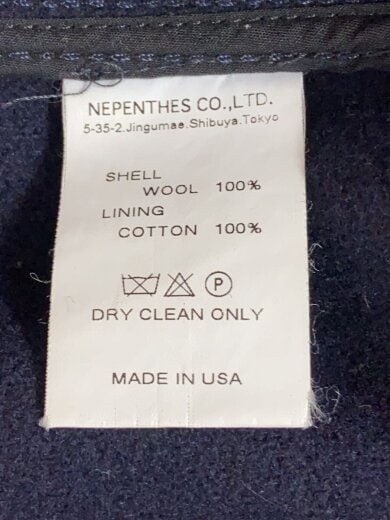 NEPENTHES CO.,LTD.
5-35-2.Jingumae.Shibuya.Tokyo
SHELL
WOOL 100%
LINING
COTTON 100%
P
DRY CLEAN ONLY
MADE IN USA